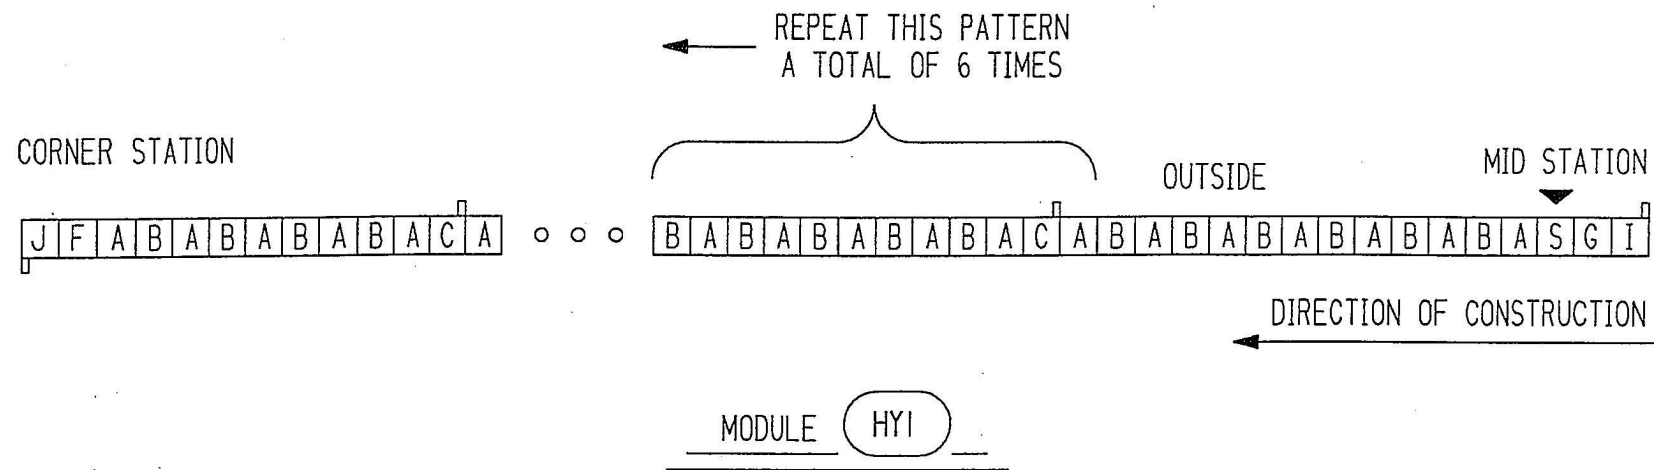 REPEAT THIS PATTERN
A TOTAL OF 6 TIMES
CORNER STATION
OUTSIDE
MID STATION
J F A B A B A B A B A C A
B A B A B A B A B A C A B A B A B A B A B A B A S G I
DIRECTION OF CONSTRUCTION
MODULE HYI